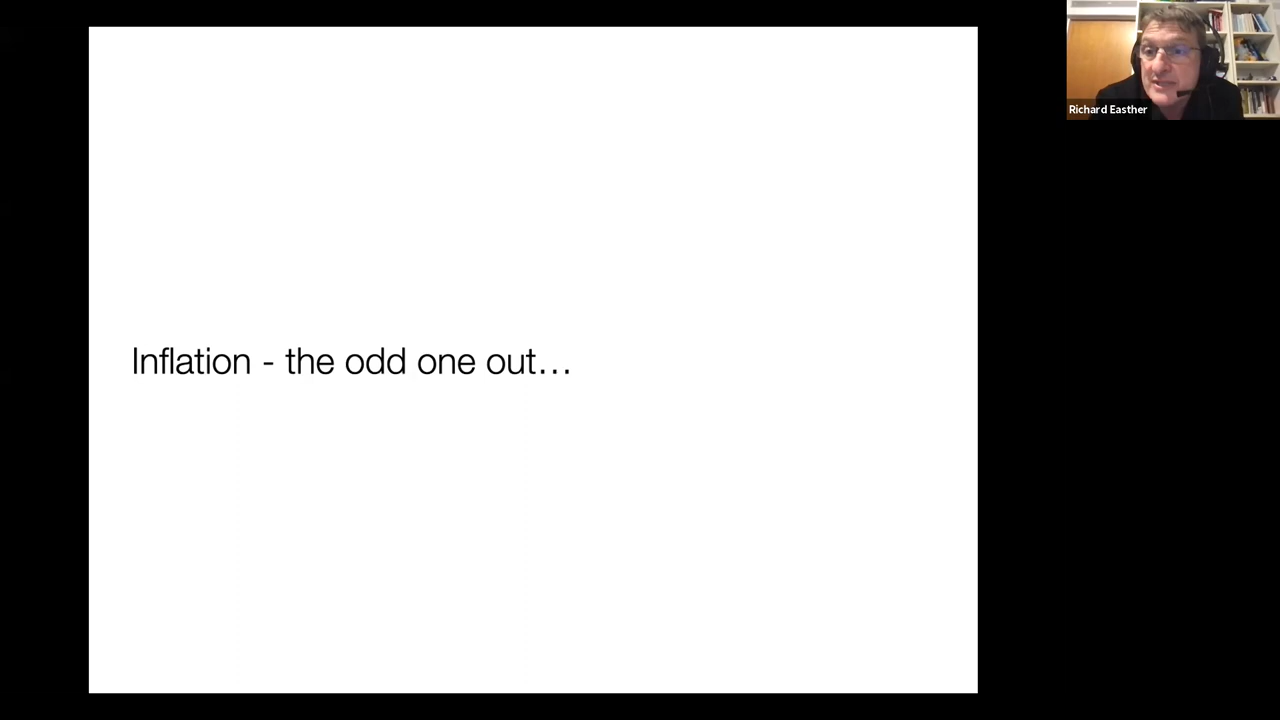 Richard Easther
Inflation - the odd one out…